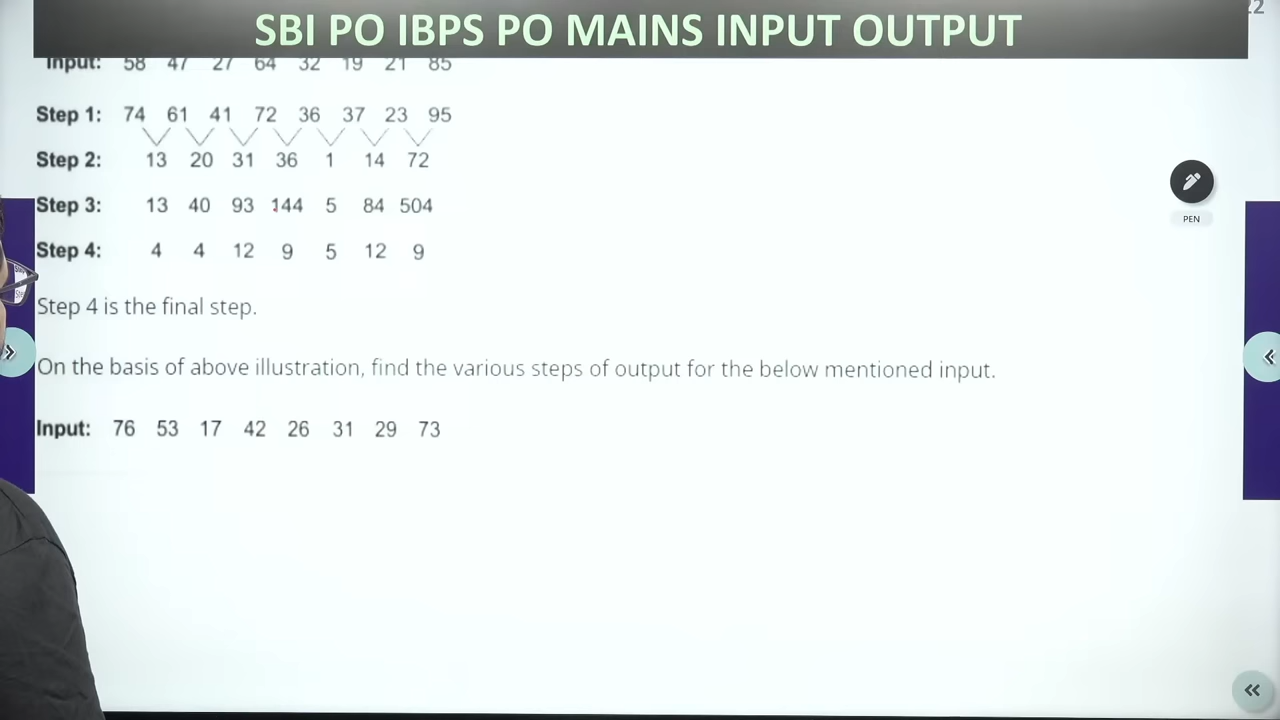 SBI PO IBPS PO MAINS INPUT OUTPUT
22
Input: 58 47 27 64 32 19 21 85
Step 1: 74 61 41 72 36 37 23 95
Step 2: 13 20 31 36 1 14 72
Step 3: 13 40 93 144 5 84 504
Step 4: 4 4 12 9 5 12 9
Step 4 is the final step.
On the basis of above illustration, find the various steps of output for the below mentioned input.
Input: 76 53 17 42 26 31 29 73
PEN